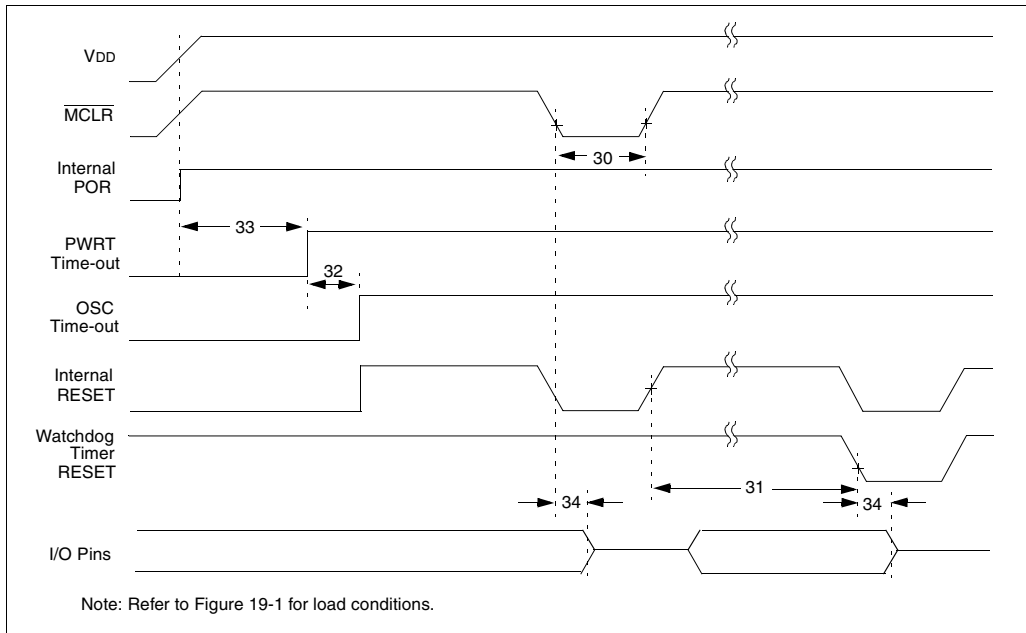 VDD
MCLR
30
Internal
POR
33
PWRT
Time-out
32
OSC
Time-out
Internal
RESET
Watchdog
Timer
RESET
31
34
34
I/O Pins
Note: Refer to Figure 19-1 for load conditions.